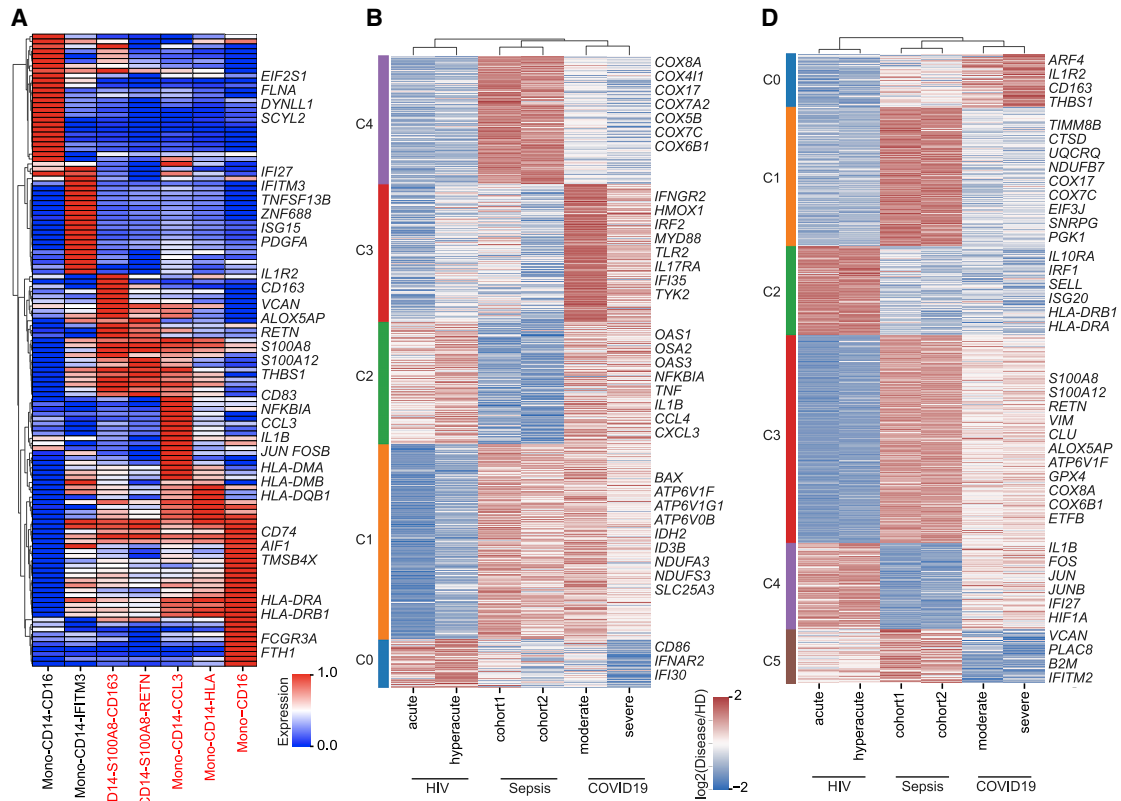 A
EIF2S1
FLNA
DYNLL1
SCYL2
IFI27
IFITM3
TNFSF13B
ZNF688
ISG15
PDGFA
IL1R2
CD163
VCAN
ALOX5AP
RETN
S100A8
S100A12
THBS1
CD83
NFKBIA
CCL3
IL1B
JUN FOSB
HLA-DMA
HLA-DMB
HLA-DQB1
CD74
AIF1
TMSB4X
HLA-DRA
HLA-DRB1
FCGR3A
FTH1
Mono-CD14-CD16
Mono-CD14-IFITM3
D14-S100A8-CD163
CD14-S100A8-RETN
Mono-CD14-CCL3
Mono-CD14-HLA
Mono-CD16
Expression
1.0
0.0
B
C4
C3
C2
C1
C0
COX8A
COX4I1
COX17
COX7A2
COX5B
COX7C
COX6B1
IFNGR2
HMOX1
IRF2
MYD88
TLR2
IL17RA
IFI35
TYK2
OAS1
OSA2
OAS3
NFKBIA
TNF
IL1B
CCL4
CXCL3
BAX
ATP6V1F
ATP6V1G1
ATP6V0B
IDH2
ID3B
NDUFA3
NDUFS3
SLC25A3
CD86
IFNAR2
IFI30
acute
hyperacute
cohort1
cohort2
moderate
severe
HIV
Sepsis
COVID19
log2(Disease/HD)
2
−2
D
C0
C1
C2
C3
C4
C5
ARF4
IL1R2
CD163
THBS1
TIMM8B
CTSD
UQCRQ
NDUFB7
COX17
COX7C
EIF3J
SNRPG
PGK1
IL10RA
IRF1
SELL
ISG20
HLA-DRB1
HLA-DRA
S100A8
S100A12
RETN
VIM
CLU
ALOX5AP
ATP6V1F
GPX4
COX8A
COX6B1
ETFB
IL1B
FOS
JUN
JUNB
IFI27
HIF1A
VCAN
PLAC8
B2M
IFITM2
acute
hyperacute
cohort1
cohort2
moderate
severe
HIV
Sepsis
COVID19